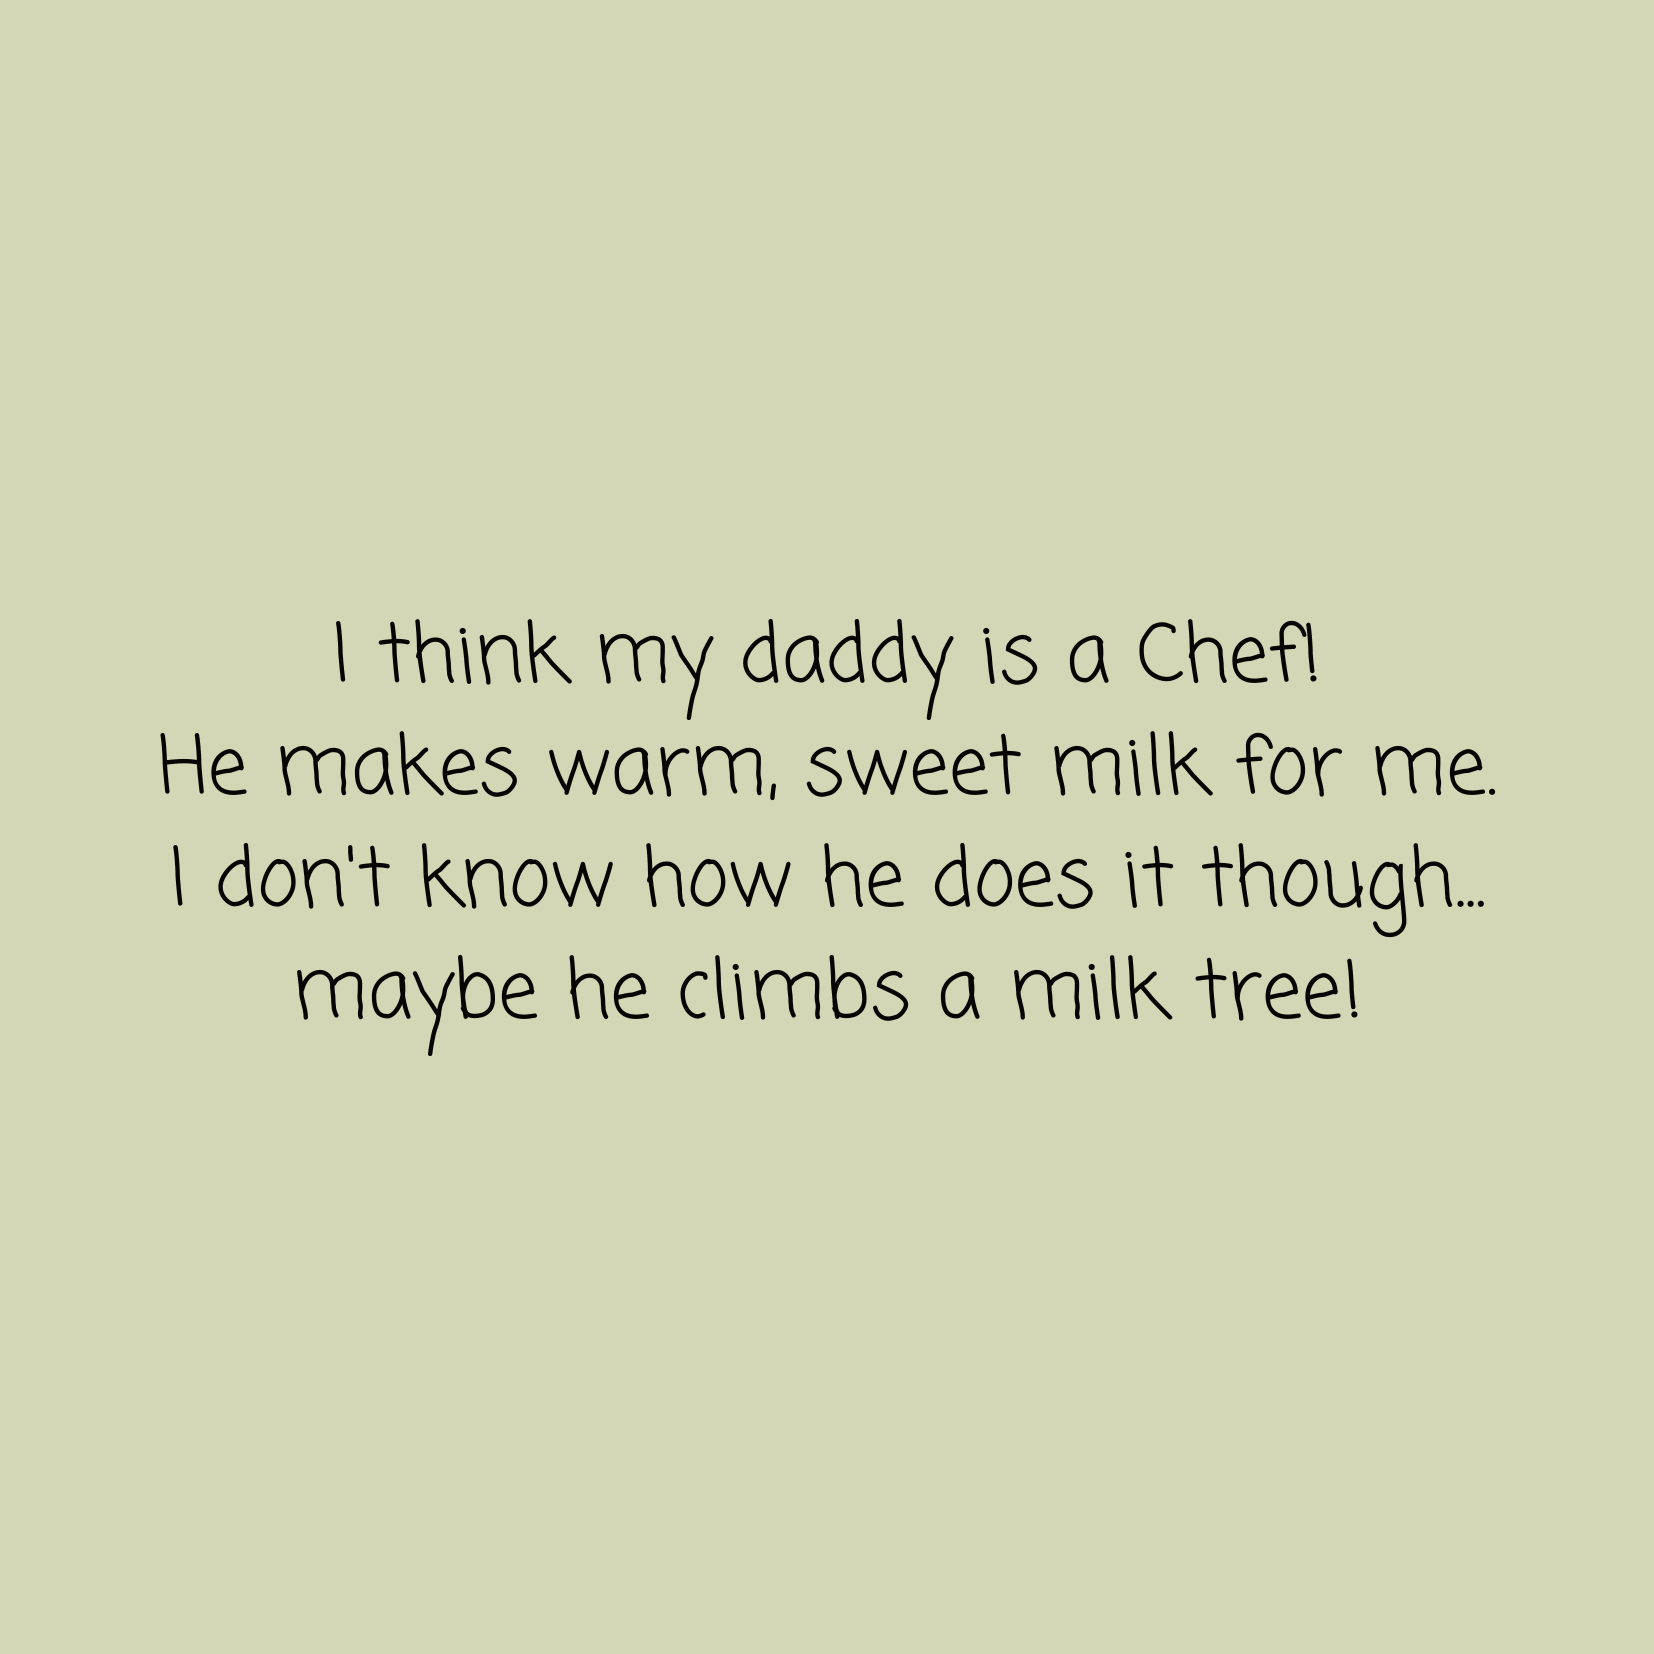 I think my daddy is a Chef!
He makes warm, sweet milk for me.
I don't know how he does it though...
maybe he climbs a milk tree!